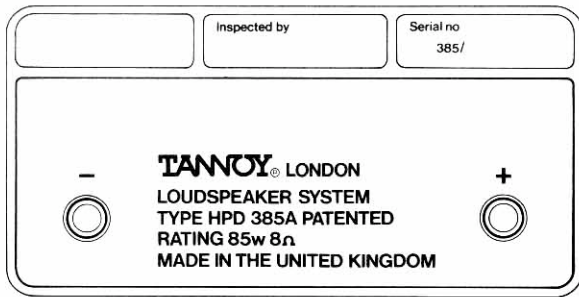 Inspected by
Serial no
385/
- +
TANNOY® LONDON
LOUDSPEAKER SYSTEM
TYPE HPD 385A PATENTED
RATING 85w 8Ω
MADE IN THE UNITED KINGDOM